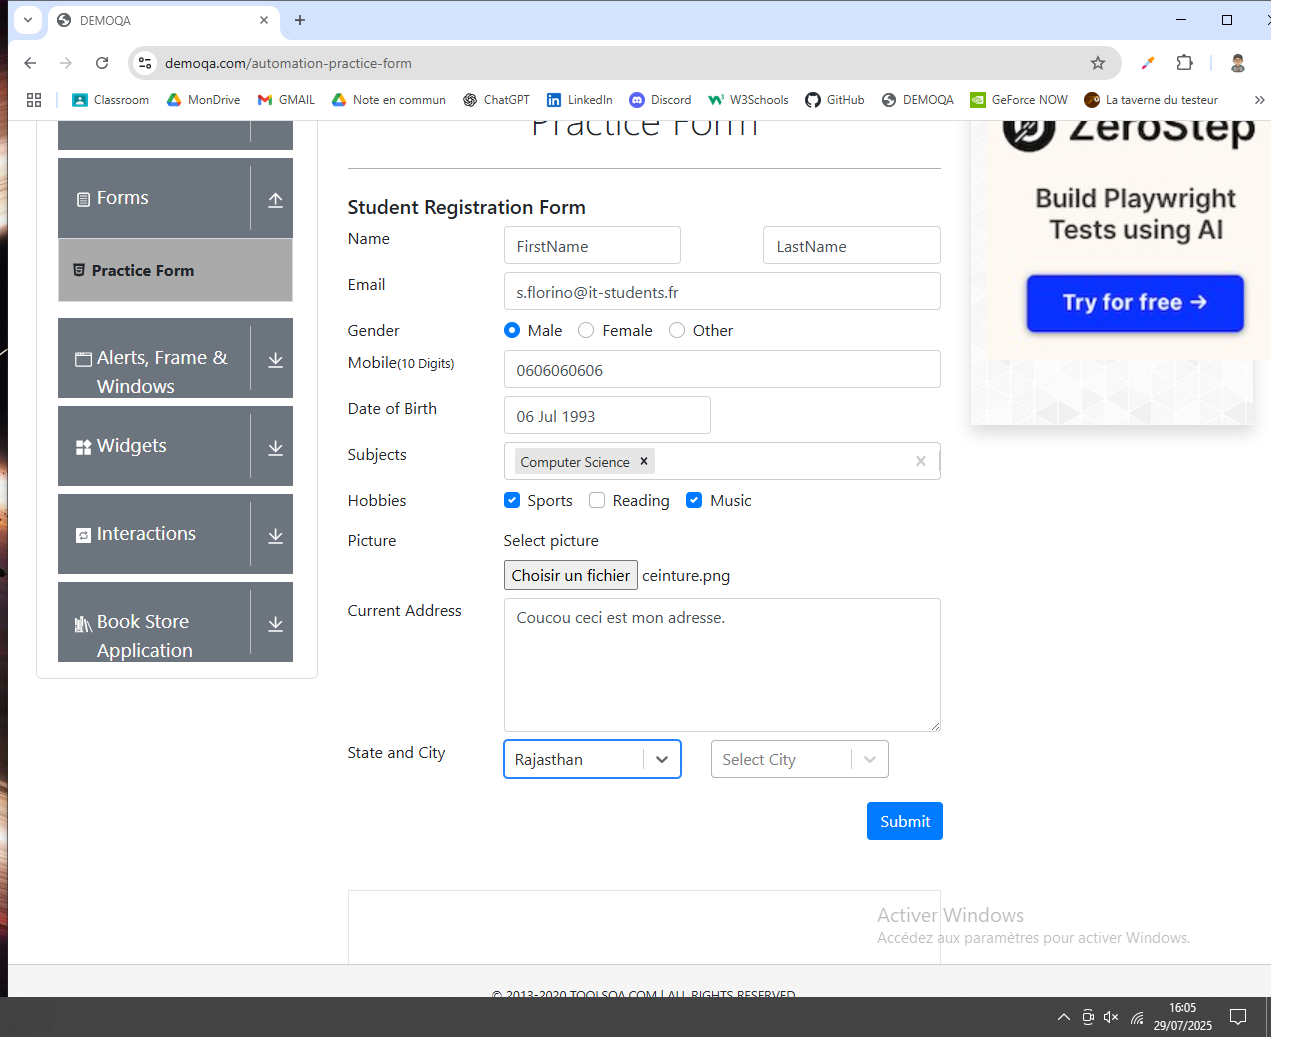 DEMOQA
demoqa.com/automation-practice-form
Classroom MonDrive GMAIL Note en commun ChatGPT LinkedIn Discord W3Schools GitHub DEMOQA GeForce NOW La taverne du testeur
Practice Form
ZeroStep
Build Playwright
Tests using AI
Try for free →
Forms
Practice Form
Alerts, Frame &
Windows
Widgets
Interactions
Book Store
Application
Student Registration Form
Name FirstName LastName
Email s.florino@it-students.fr
Gender Male Female Other
Mobile(10 Digits) 0606060606
Date of Birth 06 Jul 1993
Subjects Computer Science
Hobbies Sports Reading Music
Picture Select picture
Choisir un fichier ceinture.png
Current Address Coucou ceci est mon adresse.
State and City Rajasthan Select City
Submit
Activer Windows
Accédez aux paramètres pour activer Windows.
© 2013-2020 TOOLSQA.COM | ALL RIGHTS RESERVED.
16:05
29/07/2025